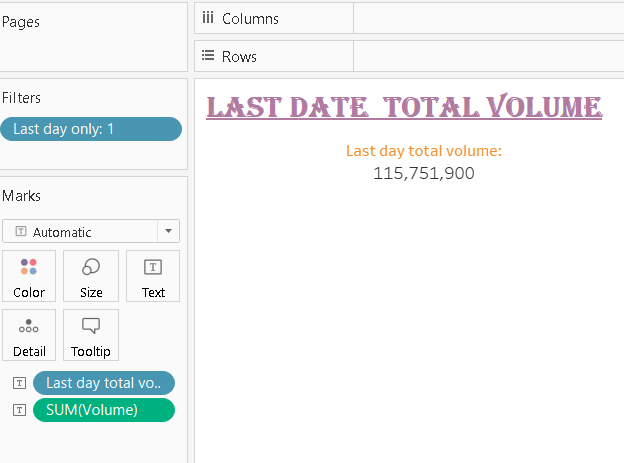 Pages
Columns
Rows
Filters
Last day only: 1
LAST DATE TOTAL VOLUME
Last day total volume:
115,751,900
Marks
Automatic
Color
Size
Text
Detail
Tooltip
Last day total vo..
SUM(Volume)